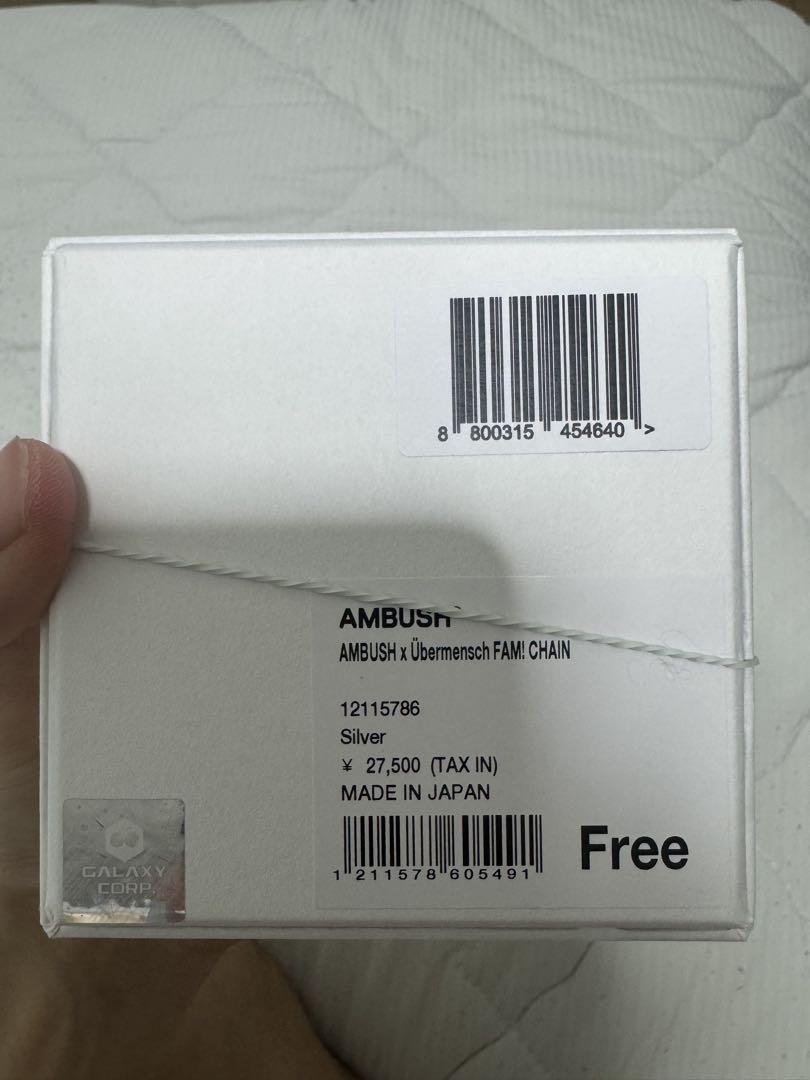 8 800315 454640 >
AMBUSH
AMBUSH x Übermensch FAM! CHAIN
12115786
Silver
¥ 27,500 (TAX IN)
MADE IN JAPAN
1 211578 605491
Free
GALAXY
CORP.